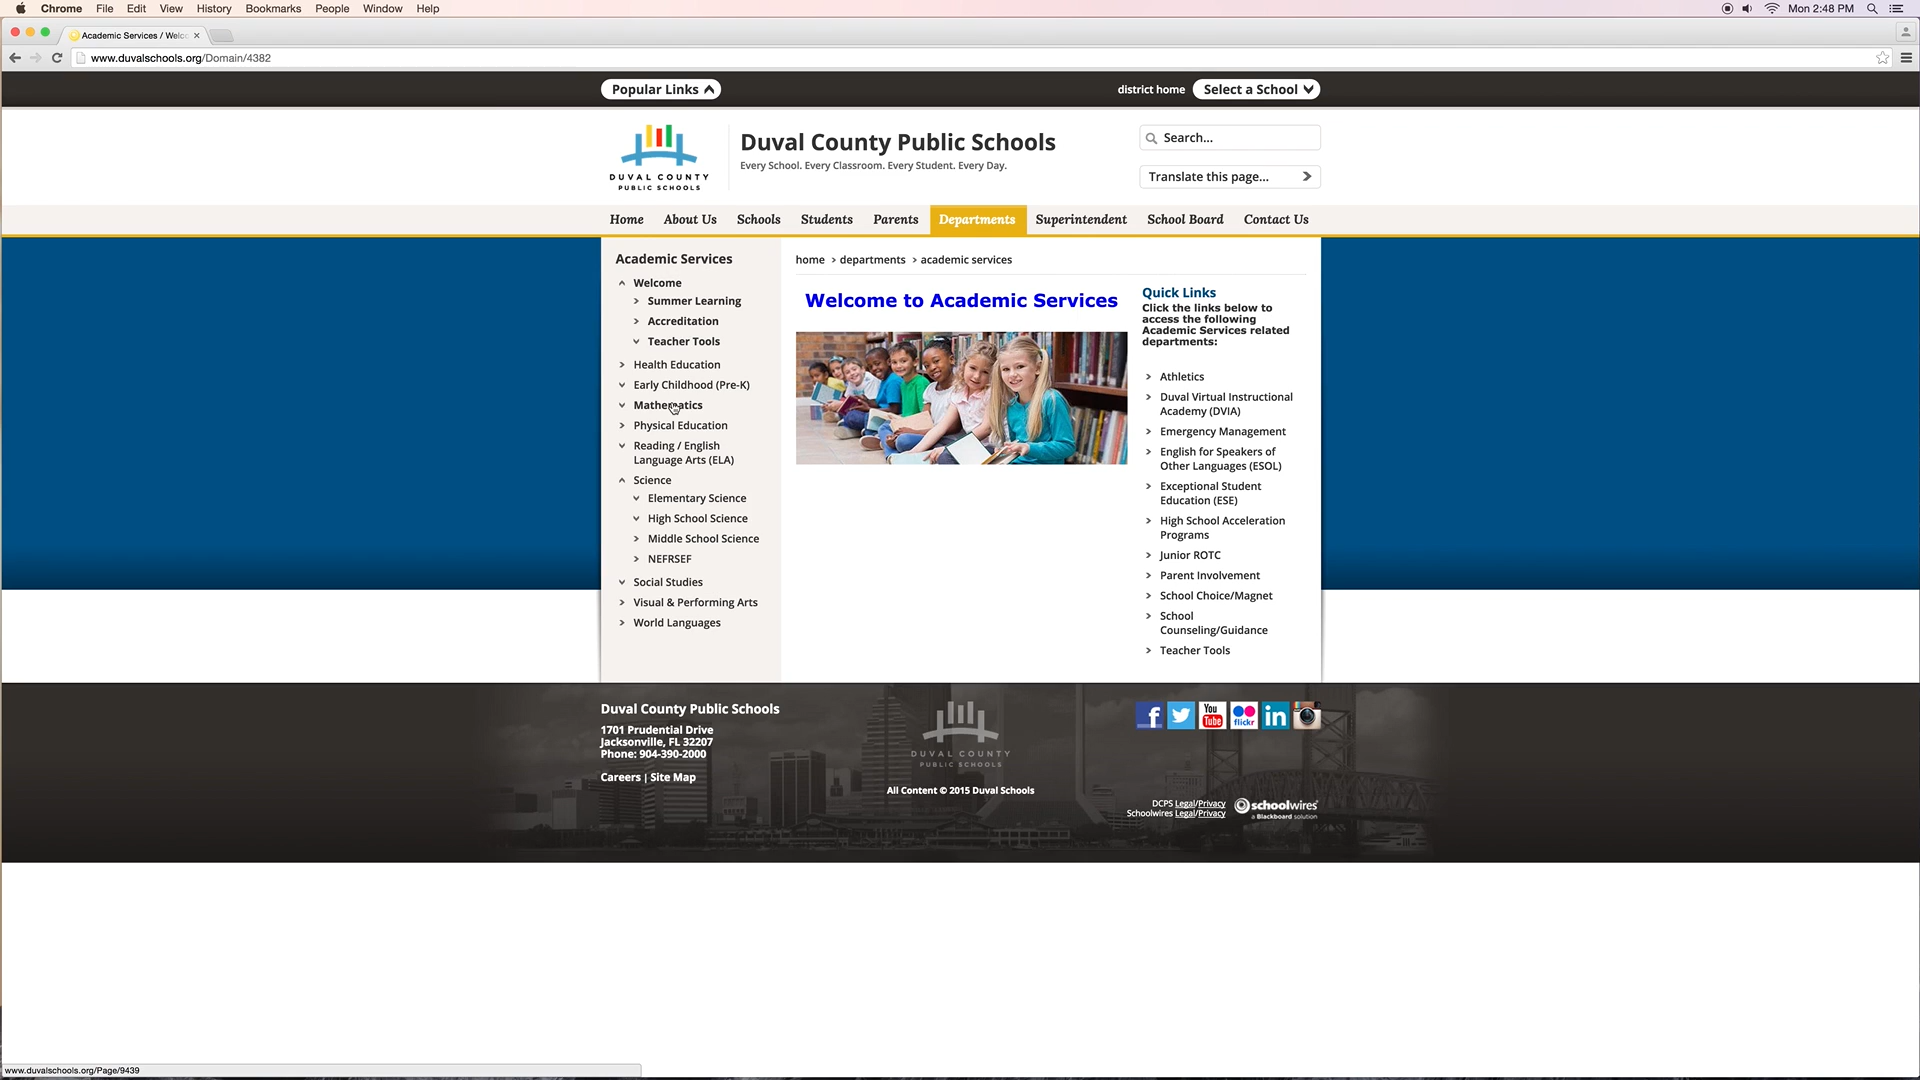 Chrome File Edit View History Bookmarks People Window Help
Mon 2:48 PM
Academic Services / Welc
www.duvalschools.org/Domain/4382
Popular Links
district home
Select a School
DUVAL COUNTY
PUBLIC SCHOOLS
Duval County Public Schools
Every School. Every Classroom. Every Student. Every Day.
Search...
Translate this page...
Home About Us Schools Students Parents Departments Superintendent School Board Contact Us
Academic Services
Welcome
Summer Learning
Accreditation
Teacher Tools
Health Education
Early Childhood (Pre-K)
Mathematics
Physical Education
Reading / English
Language Arts (ELA)
Science
Elementary Science
High School Science
Middle School Science
NEFRSEF
Social Studies
Visual & Performing Arts
World Languages
home > departments > academic services
Welcome to Academic Services
Quick Links
Click the links below to
access the following
Academic Services related
departments:
Athletics
Duval Virtual Instructional
Academy (DVIA)
Emergency Management
English for Speakers of
Other Languages (ESOL)
Exceptional Student
Education (ESE)
High School Acceleration
Programs
Junior ROTC
Parent Involvement
School Choice/Magnet
School
Counseling/Guidance
Teacher Tools
Duval County Public Schools
1701 Prudential Drive
Jacksonville, FL 32207
Phone: 904-390-2000
Careers | Site Map
DUVAL COUNTY
PUBLIC SCHOOLS
All Content © 2015 Duval Schools
f
You
Tube
flickr
in
DCPS Legal/Privacy
Schoolwires Legal/Privacy
schoolwires
a Blackboard solution
www.duvalschools.org/Page/9439